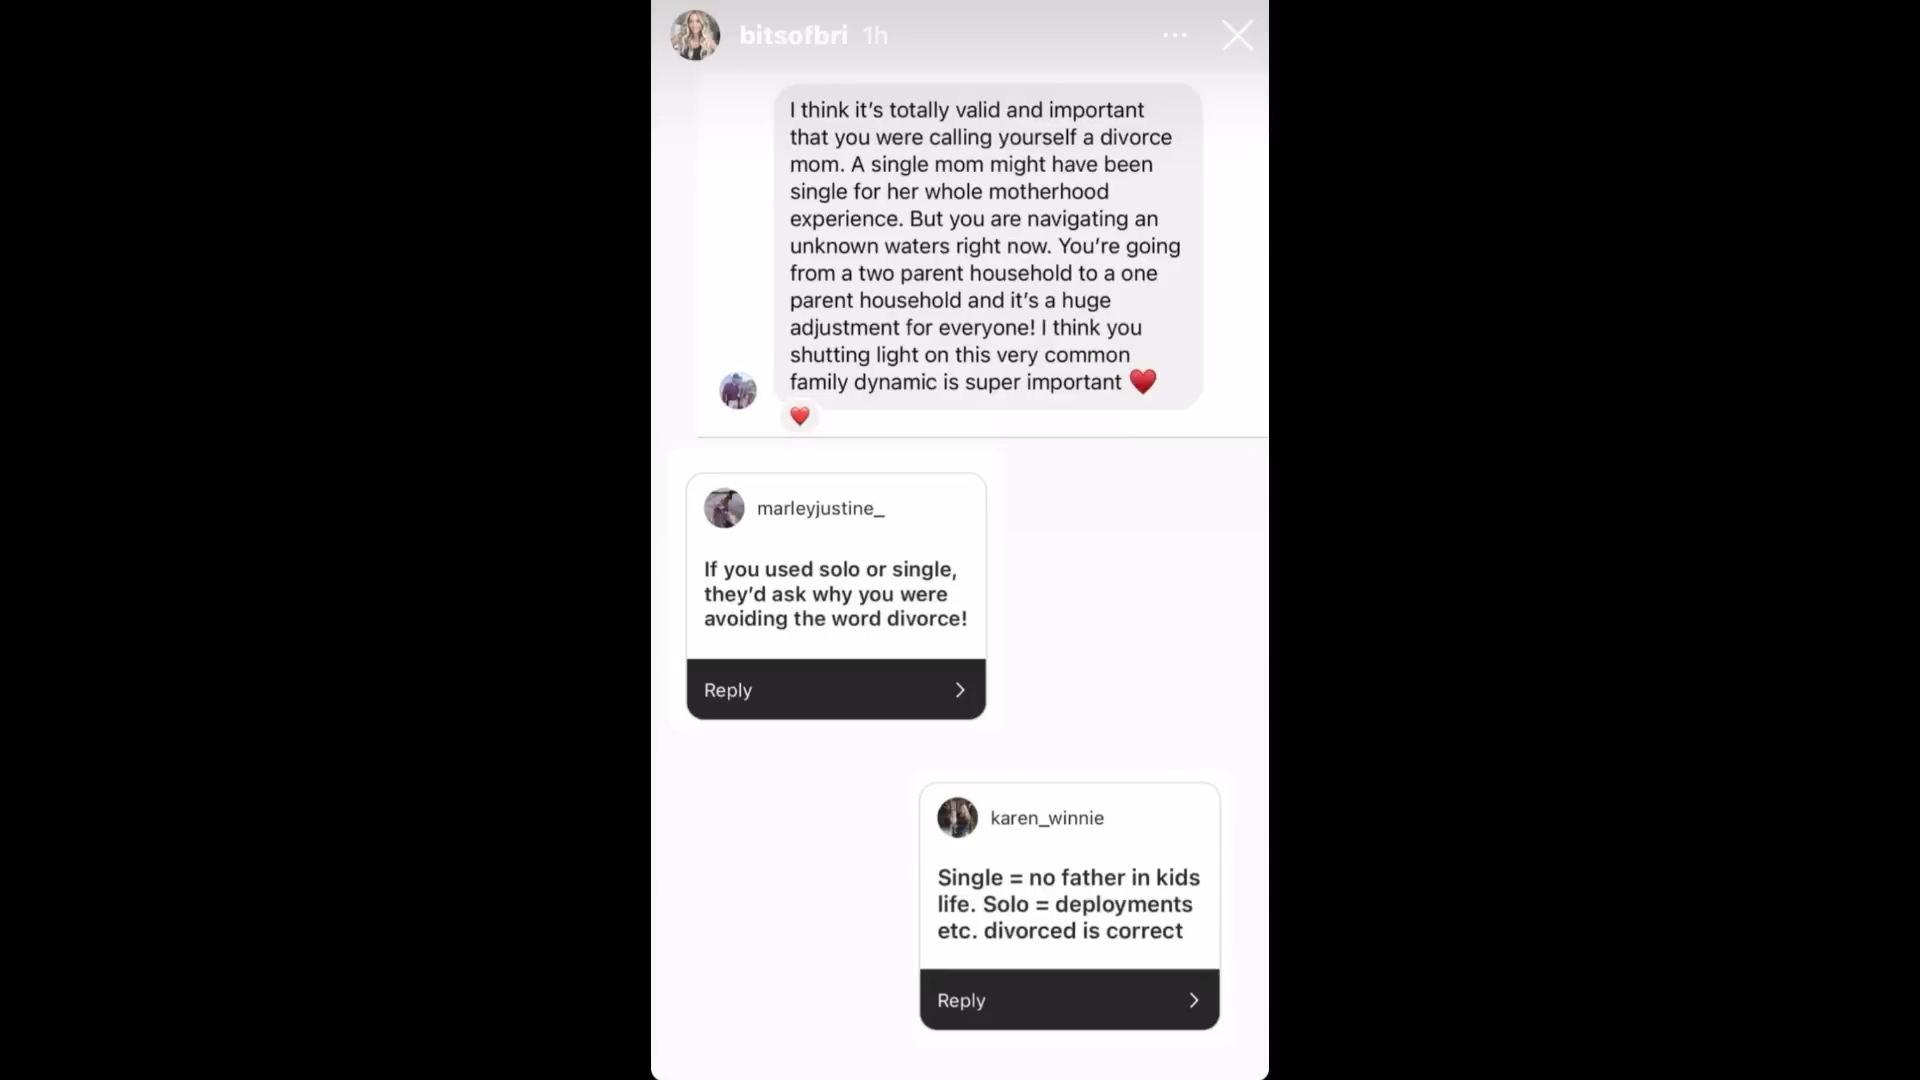 bitsofbri 1h
I think it's totally valid and important
that you were calling yourself a divorce
mom. A single mom might have been
single for her whole motherhood
experience. But you are navigating an
unknown waters right now. You're going
from a two parent household to a one
parent household and it's a huge
adjustment for everyone! I think you
shutting light on this very common
family dynamic is super important ❤️
❤️
marleyjustine_
If you used solo or single,
they'd ask why you were
avoiding the word divorce!
Reply
karen_winnie
Single = no father in kids
life. Solo = deployments
etc. divorced is correct
Reply